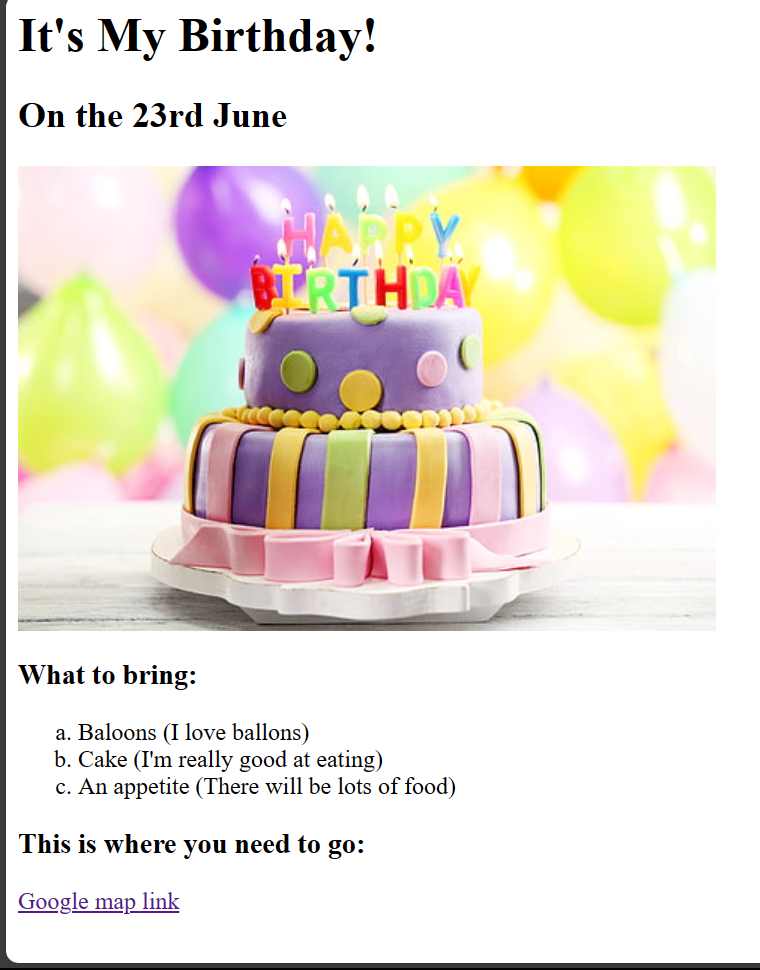 It's My Birthday!
On the 23rd June
HAPPY
BIRTHDAY
What to bring:
a. Baloons (I love ballons)
b. Cake (I'm really good at eating)
c. An appetite (There will be lots of food)
This is where you need to go:
Google map link